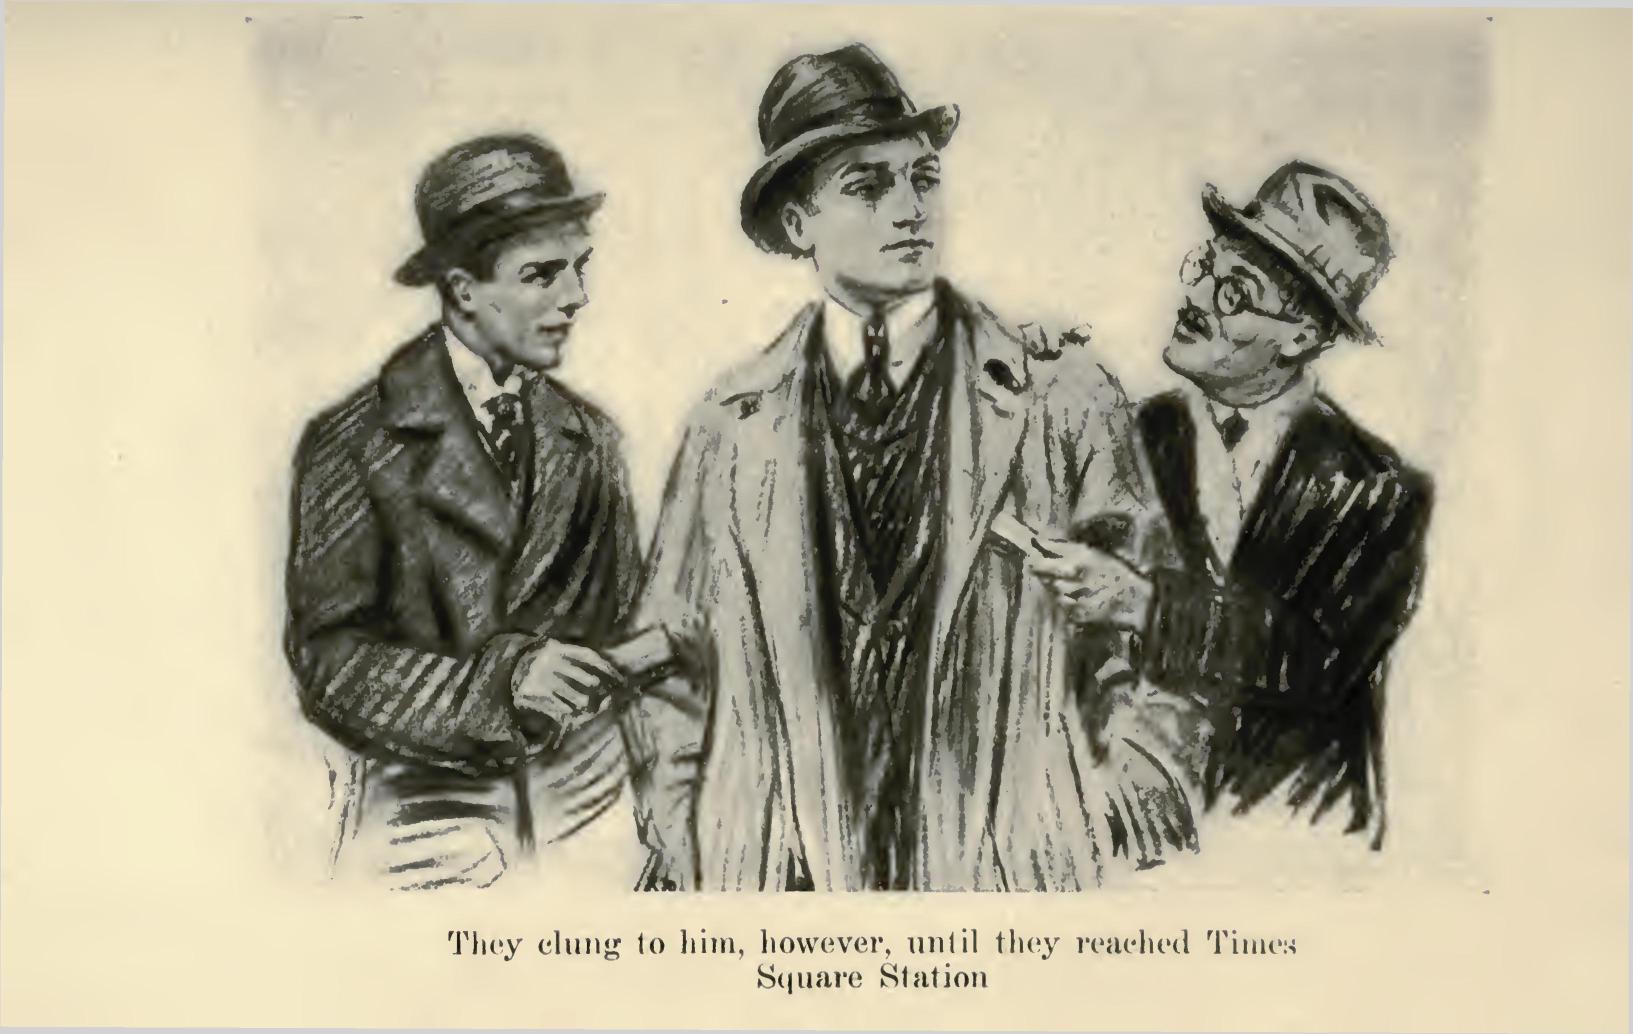 They clung to him, however, until they reached Times
Square Station